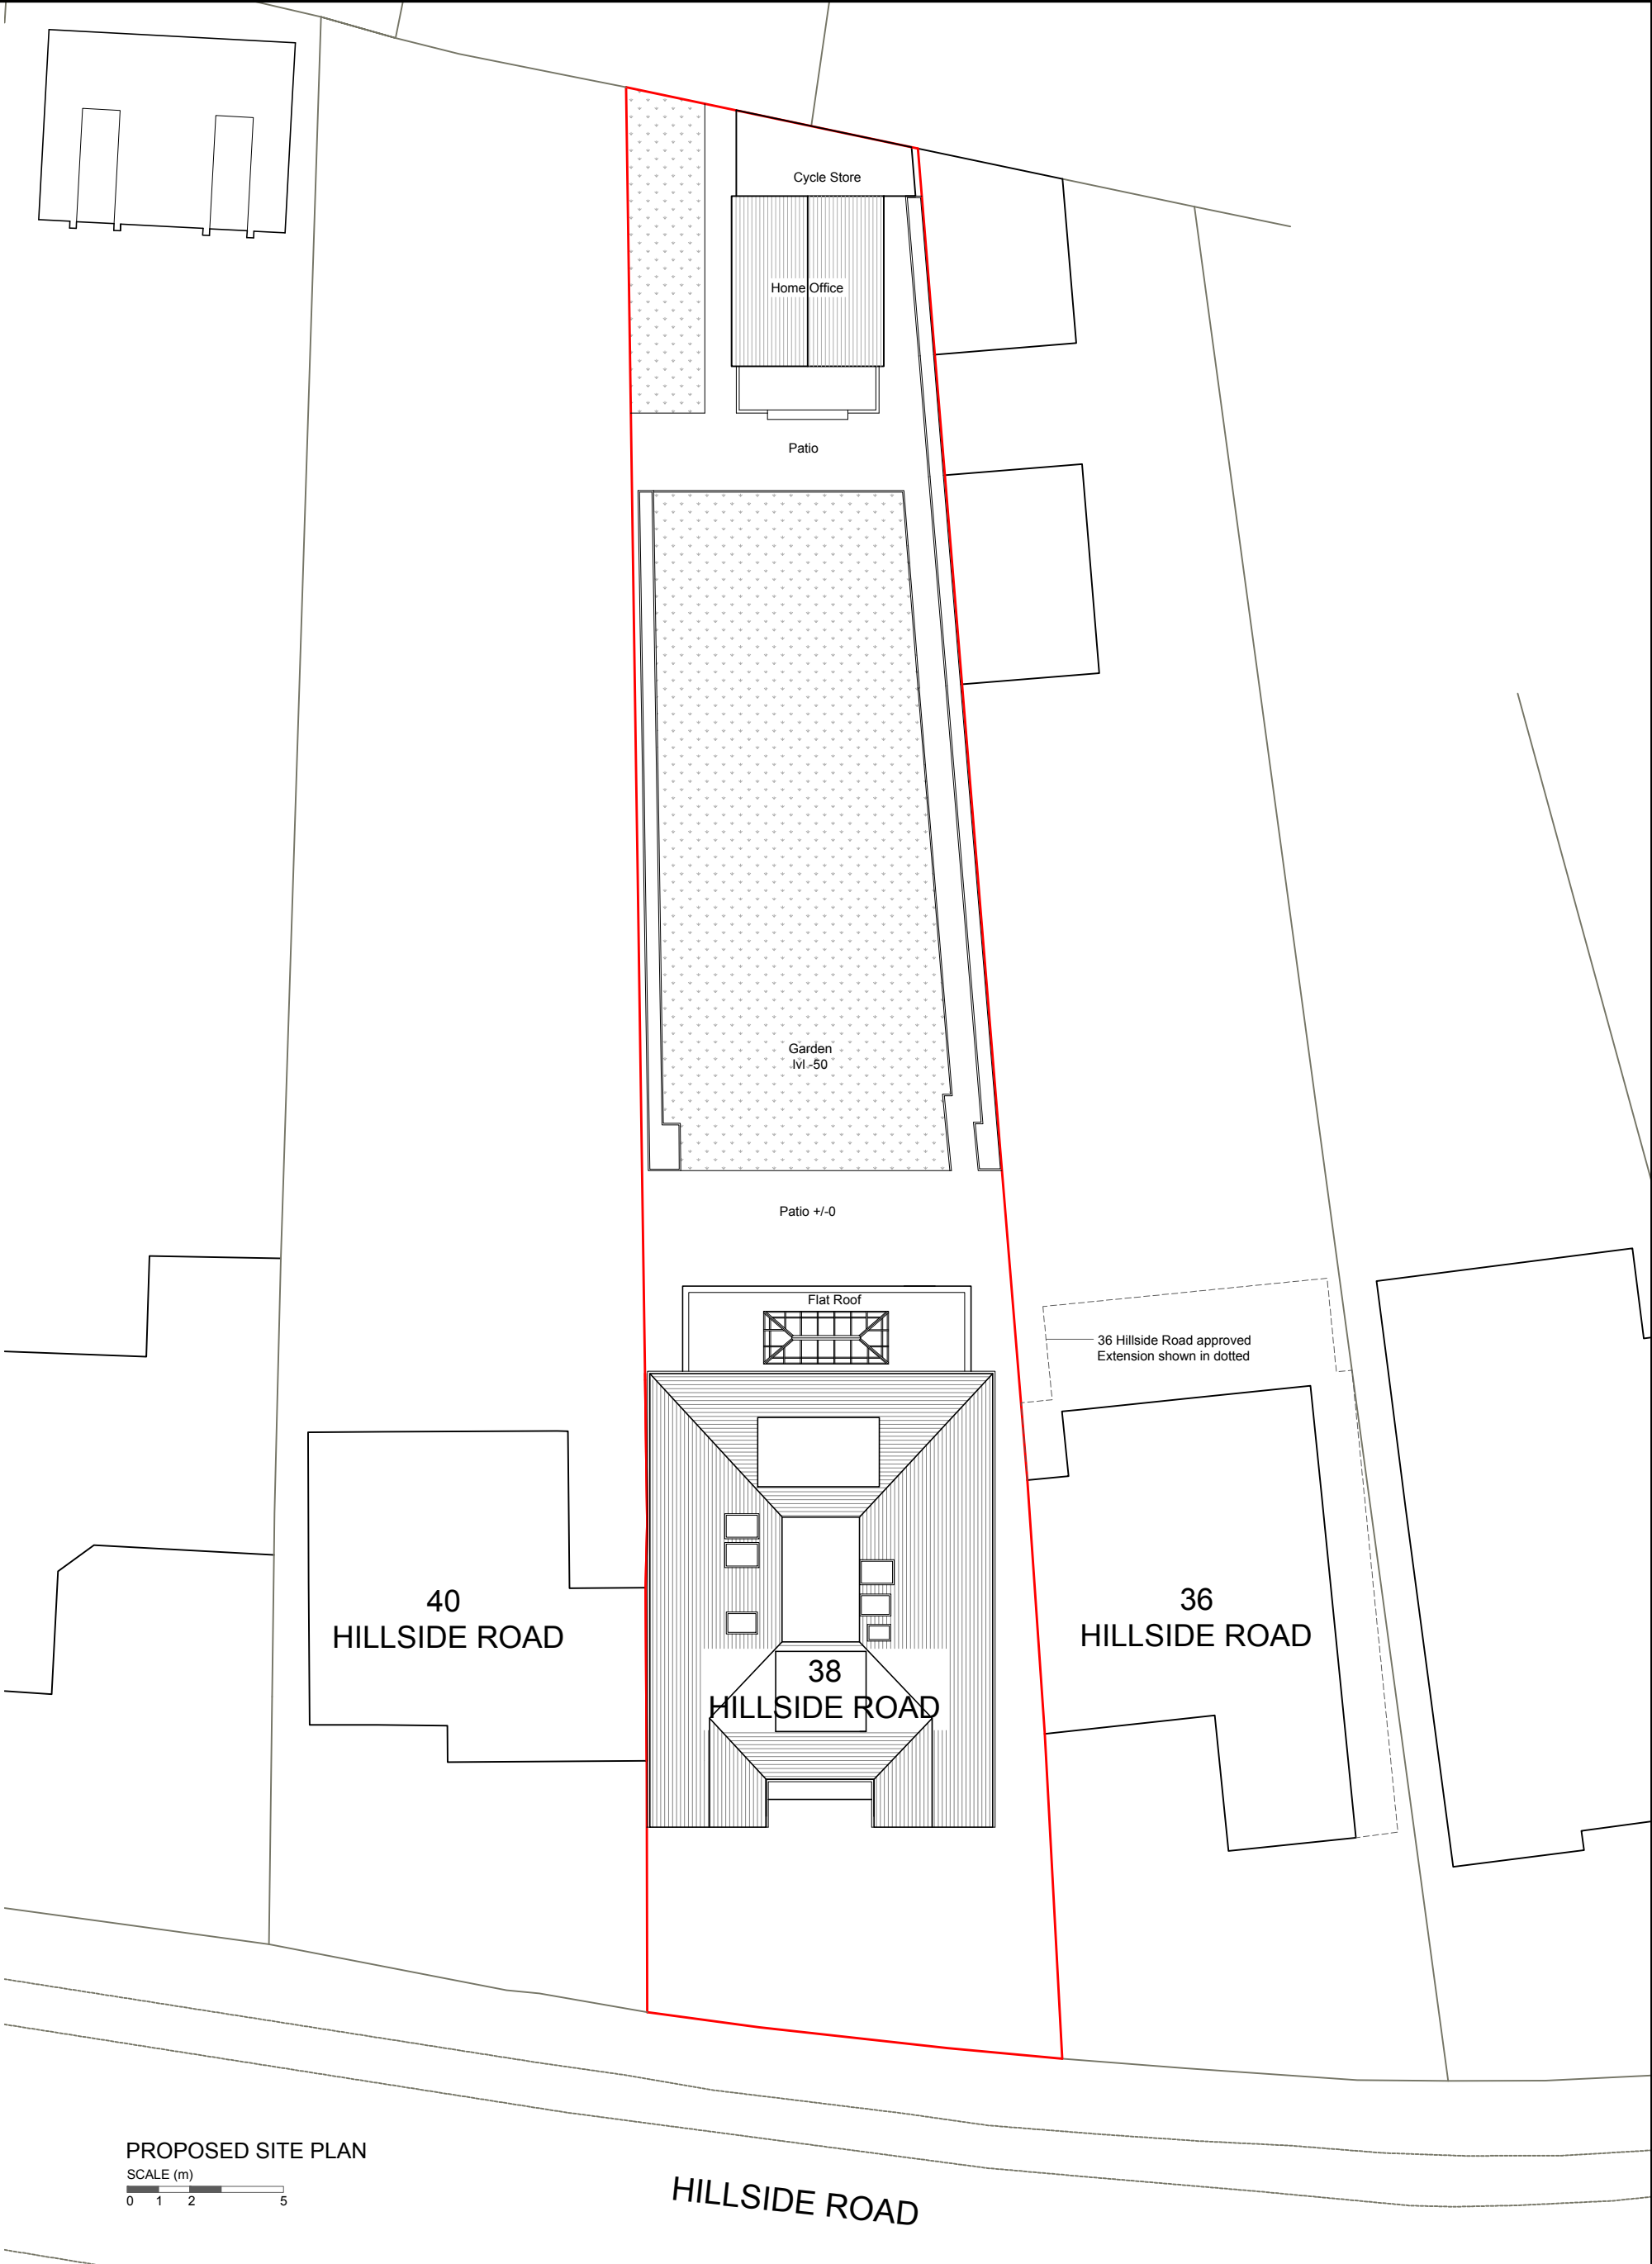 Cycle Store
Home Office
Patio
Garden
lvl -50
Patio +/-0
Flat Roof
36 Hillside Road approved
Extension shown in dotted
40
HILLSIDE ROAD
38
HILLSIDE ROAD
36
HILLSIDE ROAD
PROPOSED SITE PLAN
SCALE (m)
0 1 2 5
HILLSIDE ROAD